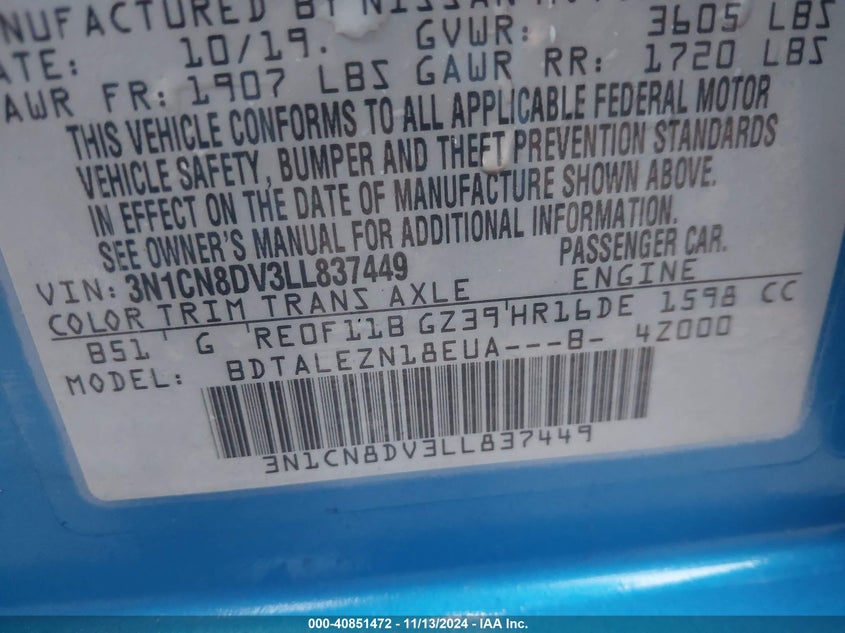 NUFACTURED BY NISSAN
ATE: 10/19. GVWR: 3605 LBS
AWR FR: 1907 LBS GAWR RR: 1720 LBS
THIS VEHICLE CONFORMS TO ALL APPLICABLE FEDERAL MOTOR
VEHICLE SAFETY, BUMPER AND THEFT PREVENTION STANDARDS
IN EFFECT ON THE DATE OF MANUFACTURE SHOWN ABOVE.
SEE OWNER'S MANUAL FOR ADDITIONAL INFORMATION.
VIN: 3N1CN8DV3LL837449 PASSENGER CAR.
COLOR TRIM TRANS AXLE ENGINE
B51 G RE0F11B GZ39 HR16DE 1598 CC
MODEL: BDTALEZN18EUA---B- 4Z000
3N1CN8DV3LL837449
000-40851472 - 11/13/2024 - IAA Inc.